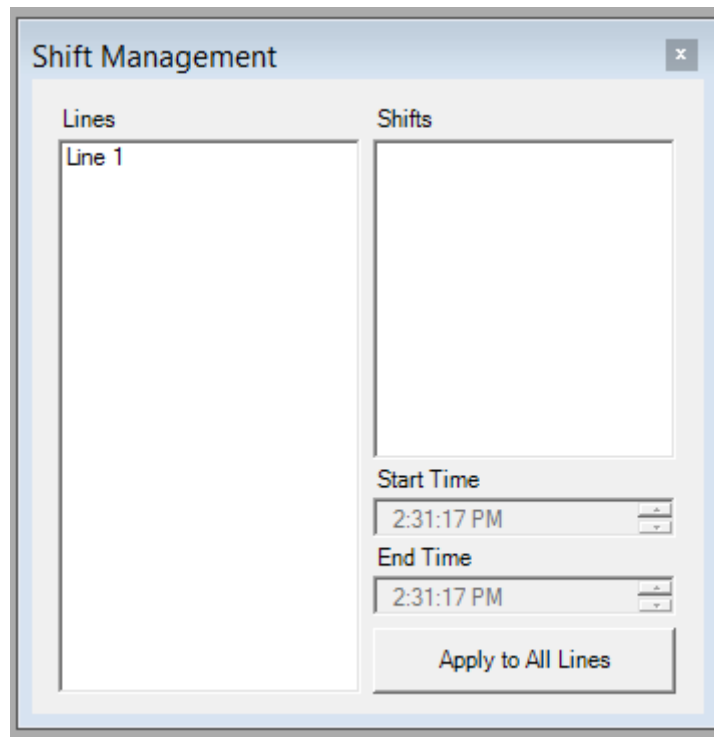 Shift Management
x
Lines
Line 1
Shifts
Start Time
2:31:17 PM
End Time
2:31:17 PM
Apply to All Lines